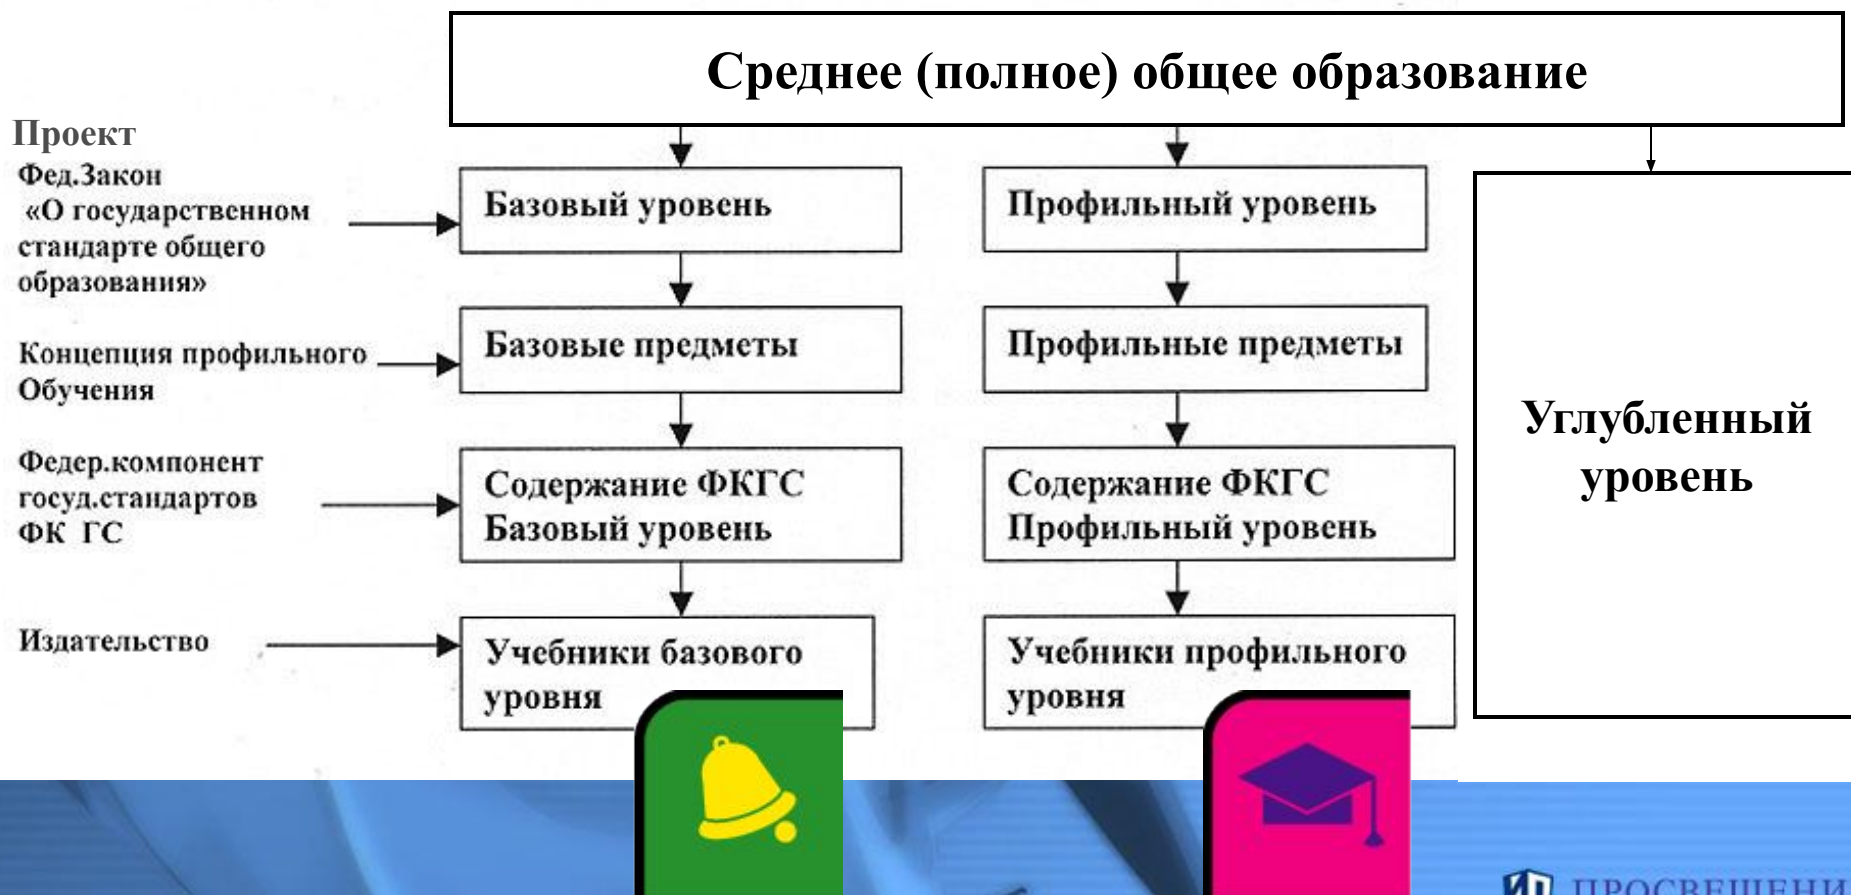 Среднее (полное) общее образование
Проект
Фед.Закон
«О государственном
стандарте общего
образования»
Базовый уровень
Профильный уровень
Концепция профильного
Обучения
Базовые предметы
Профильные предметы
Углубленный
уровень
Федер.компонент
госуд.стандартов
ФК ГС
Содержание ФКГС
Базовый уровень
Содержание ФКГС
Профильный уровень
Издательство
Учебники базового
уровня
Учебники профильного
уровня
ПРОСВЕЩЕНИ